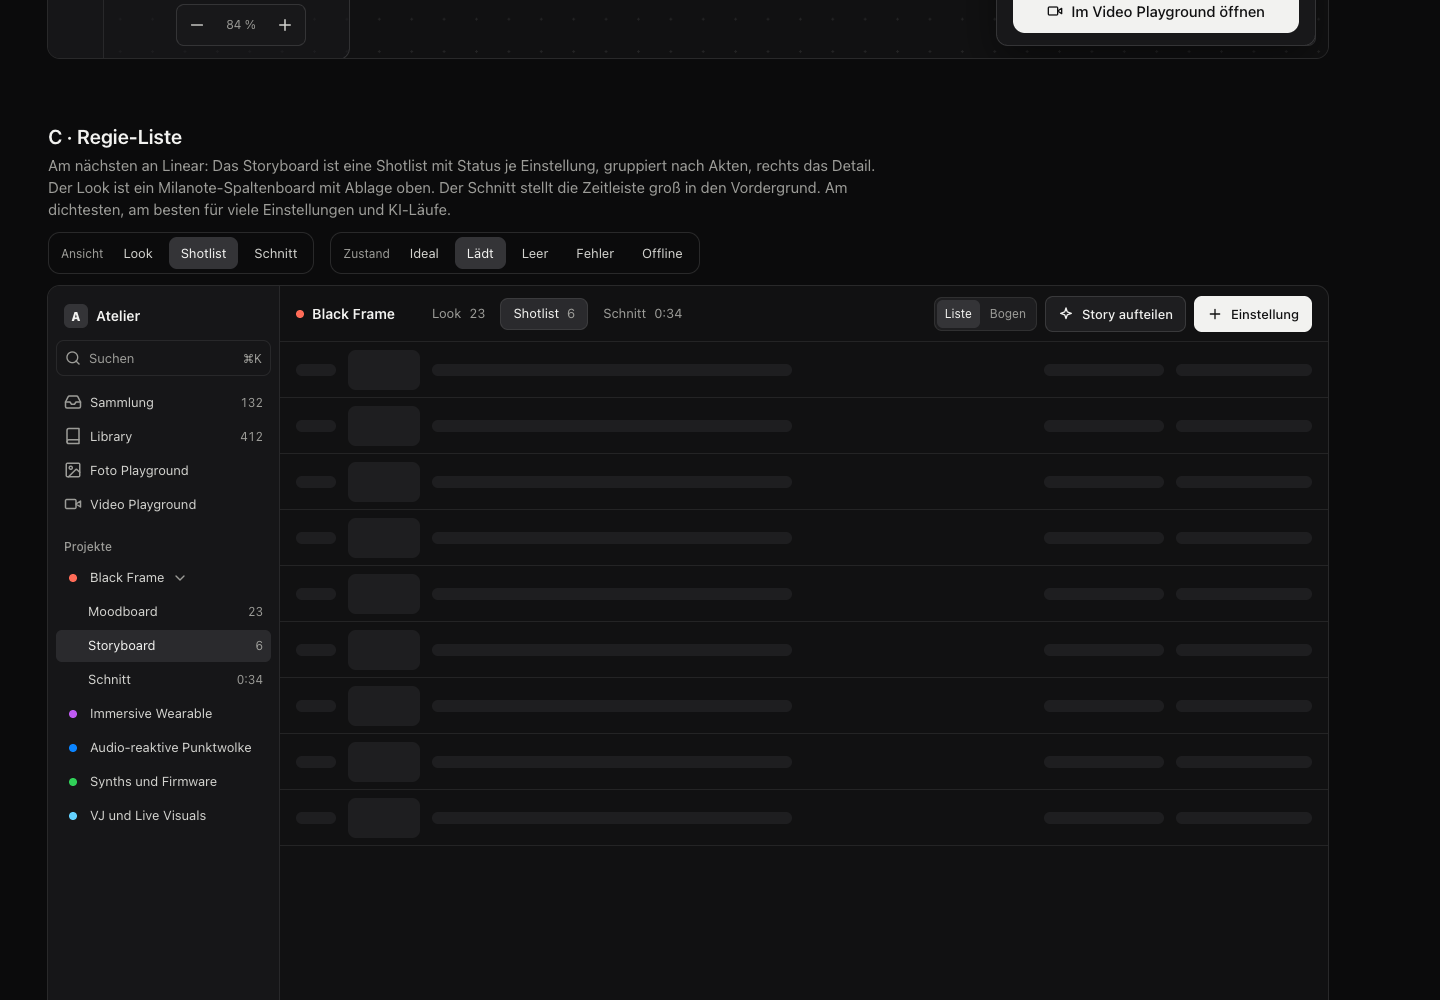 84 %
Im Video Playground öffnen
C · Regie-Liste
Am nächsten an Linear: Das Storyboard ist eine Shotlist mit Status je Einstellung, gruppiert nach Akten, rechts das Detail.
Der Look ist ein Milanote-Spaltenboard mit Ablage oben. Der Schnitt stellt die Zeitleiste groß in den Vordergrund. Am
dichtesten, am besten für viele Einstellungen und KI-Läufe.
Ansicht Look Shotlist Schnitt Zustand Ideal Lädt Leer Fehler Offline
A Atelier
Black Frame Look 23 Shotlist 6 Schnitt 0:34 Liste Bogen Story aufteilen Einstellung
Suchen ⌘K
Sammlung 132
Library 412
Foto Playground
Video Playground
Projekte
Black Frame
Moodboard 23
Storyboard 6
Schnitt 0:34
Immersive Wearable
Audio-reaktive Punktwolke
Synths und Firmware
VJ und Live Visuals